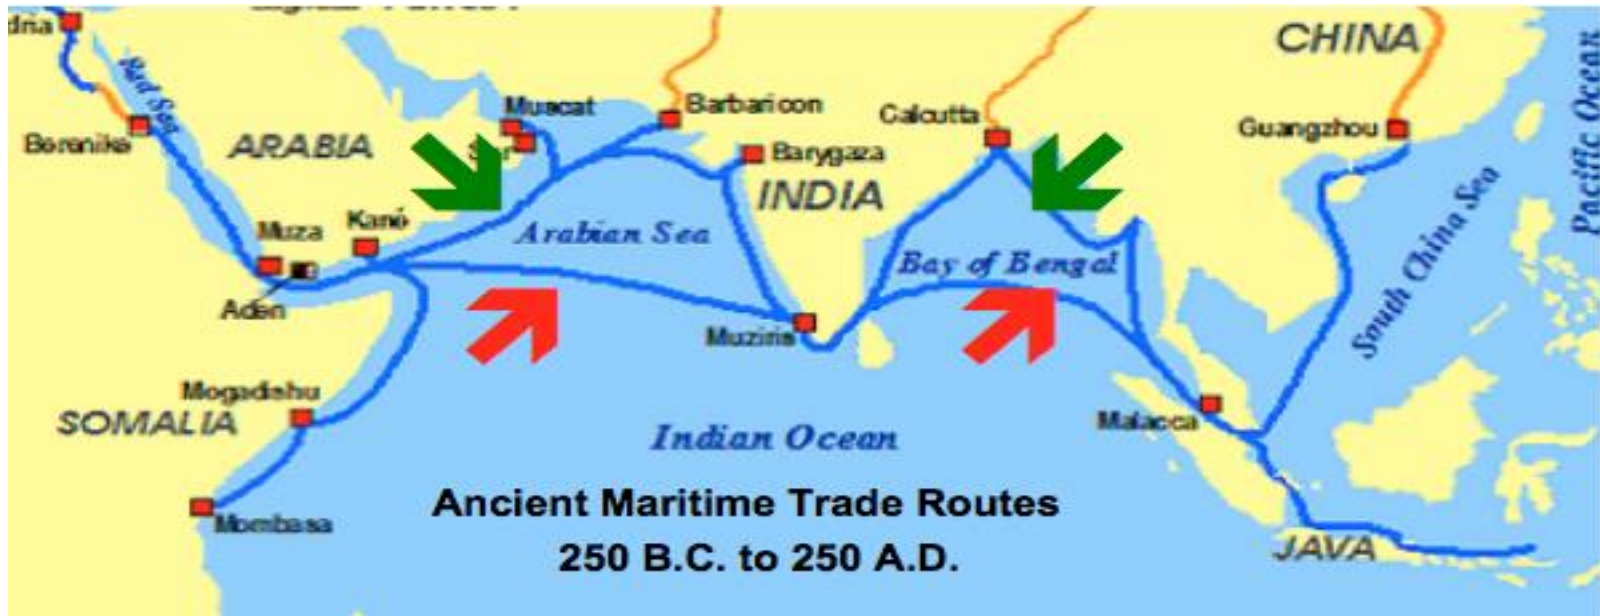 dria
Red Sea
Berenike
ARABIA
Muscat
Barbaricon
Barygaza
INDIA
Calcutta
CHINA
Guangzhou
Pacific Ocean
South China Sea
Muza
Kané
Aden
Arabian Sea
Bay of Bengal
Muziris
Malacca
Mogadishu
SOMALIA
Mombasa
Indian Ocean
JAVA
Ancient Maritime Trade Routes
250 B.C. to 250 A.D.